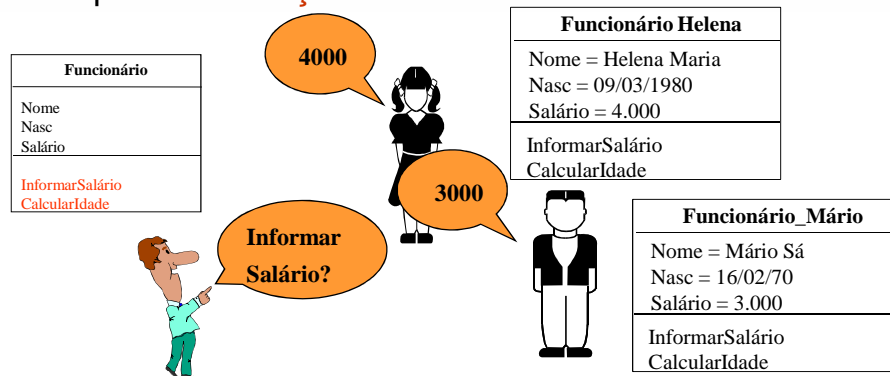 Funcionário
Nome
Nasc
Salário
InformarSalário
CalcularIdade
4000
Funcionário Helena
Nome = Helena Maria
Nasc = 09/03/1980
Salário = 4.000
InformarSalário
CalcularIdade
3000
Informar
Salário?
Funcionário_Mário
Nome = Mário Sá
Nasc = 16/02/70
Salário = 3.000
InformarSalário
CalcularIdade